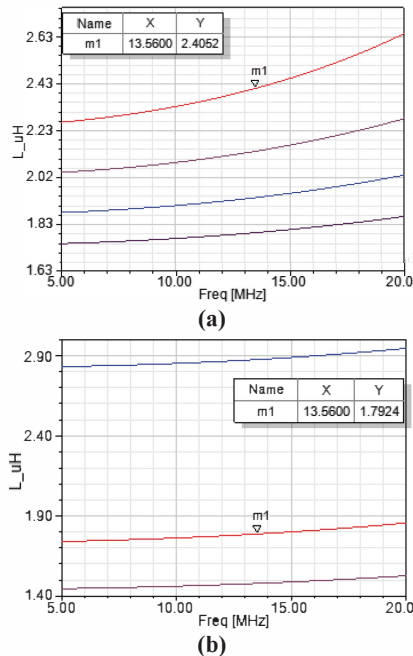 Name X Y
m1 13.5600 2.4052
2.63
2.43
2.23
2.02
1.83
1.63
L_uH
m1
5.00 10.00 15.00 20.0
Freq [MHz]
(a)
2.90
2.40
1.90
1.40
L_uH
Name X Y
m1 13.5600 1.7924
m1
5.00 10.00 15.00 20.00
Freq [MHz]
(b)